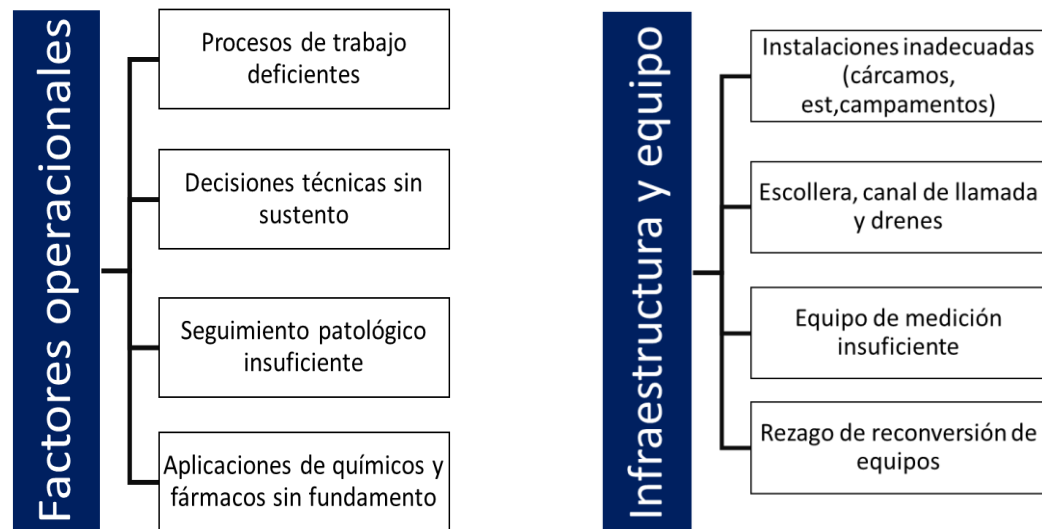 Factores operacionales
Procesos de trabajo
deficientes
Decisiones técnicas sin
sustento
Seguimiento patológico
insuficiente
Aplicaciones de químicos y
fármacos sin fundamento
Infraestructura y equipo
Instalaciones inadecuadas
(cárcamos,
est,campamentos)
Escollera, canal de llamada
y drenes
Equipo de medición
insuficiente
Rezago de reconversión de
equipos